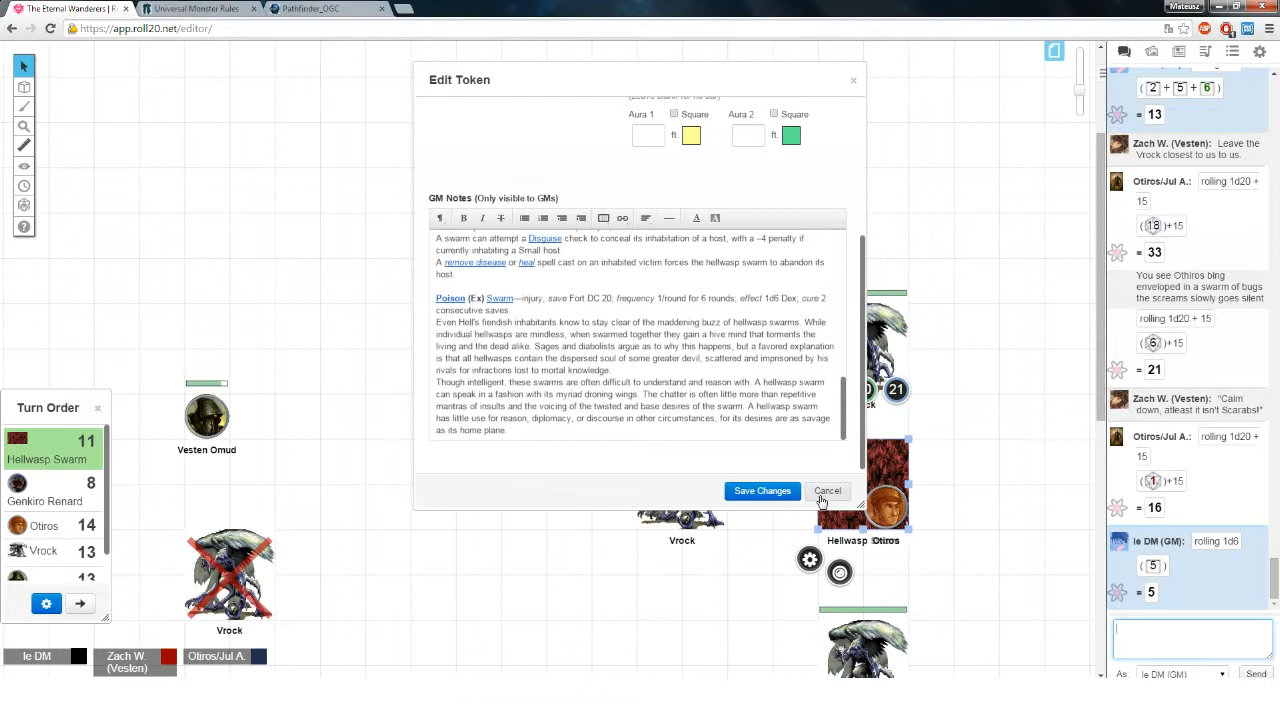 The Eternal Wanderers | R
Universal Monster Rules
Pathfinder_OGC
Mateusz
https://app.roll20.net/editor/
Edit Token
Aura 1
Square
Aura 2
Square
ft.
ft.
GM Notes (Only visible to GMs)
A swarm can attempt a Disguise check to conceal its inhabitation of a host, with a –4 penalty if
currently inhabiting a Small host.
A remove disease or heal spell cast on an inhabited victim forces the hellwasp swarm to abandon its
host.
Poison (Ex) Swarm—injury; save Fort DC 20; frequency 1/round for 6 rounds; effect 1d6 Dex, cure 2
consecutive saves.
Even Hell's fiendish inhabitants know to stay clear of the maddening buzz of hellwasp swarms. While
individual hellwasps are mindless, when swarmed together they gain a hive mind that torments the
living and the dead alike. Sages and diabolists argue as to why this happens, but a favored explanation
is that all hellwasps contain the dispersed soul of some greater devil, scattered and imprisoned by his
rivals for infractions lost to mortal knowledge.
Though intelligent, these swarms are often difficult to understand and reason with. A hellwasp swarm
can speak in a fashion with its myriad droning wings. The chatter is often little more than repetitive
mantras of insults and the voicing of the twisted and base desires of the swarm. A hellwasp swarm
has little use for reason, diplomacy, or discourse in other circumstances, for its desires are as savage
as its home plane.
Save Changes
Cancel
Turn Order
11
Hellwasp Swarm
8
Genkiro Renard
Otiros 14
Vrock 13
13
Vesten Omud
Vrock
Vrock
Hellwasp
Otiros
21
le DM
Zach W.
(Vesten)
Otiros/Jul A.
( 2 + 5 + 6 )
= 13
Zach W. (Vesten): Leave the
Vrock closest to us to us.
Otiros/Jul A.: rolling 1d20 +
15
( 18 )+15
= 33
You see Othiros bing
enveloped in a swarm of bugs
the screams slowly goes silent
rolling 1d20 + 15
( 6 )+15
= 21
Zach W. (Vesten): "Calm
down, atleast it isn't Scarabs!"
Otiros/Jul A.: rolling 1d20 +
15
( 1 )+15
= 16
le DM (GM): rolling 1d6
( 5 )
= 5
As: le DM (GM)
Send